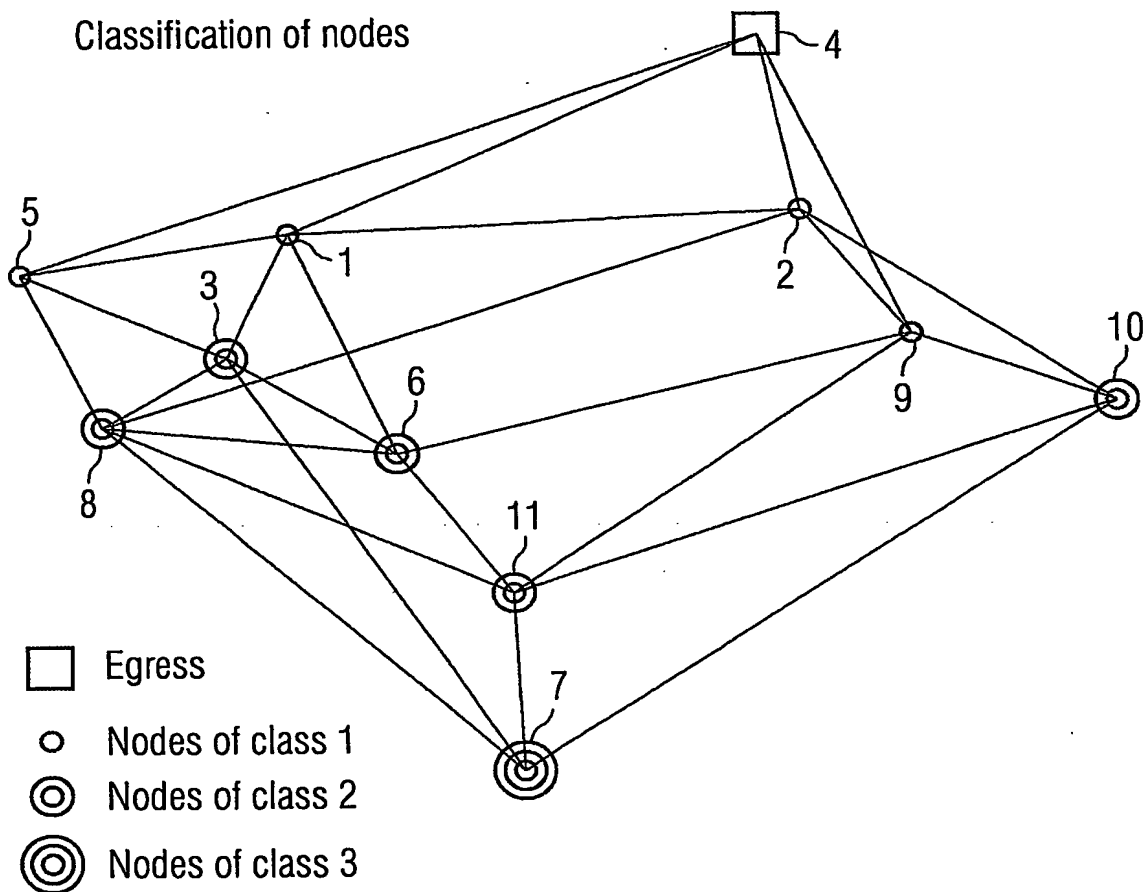 Classification of nodes
4
5
1
2
3
10
6
9
8
11
Egress
7
Nodes of class 1
Nodes of class 2
Nodes of class 3